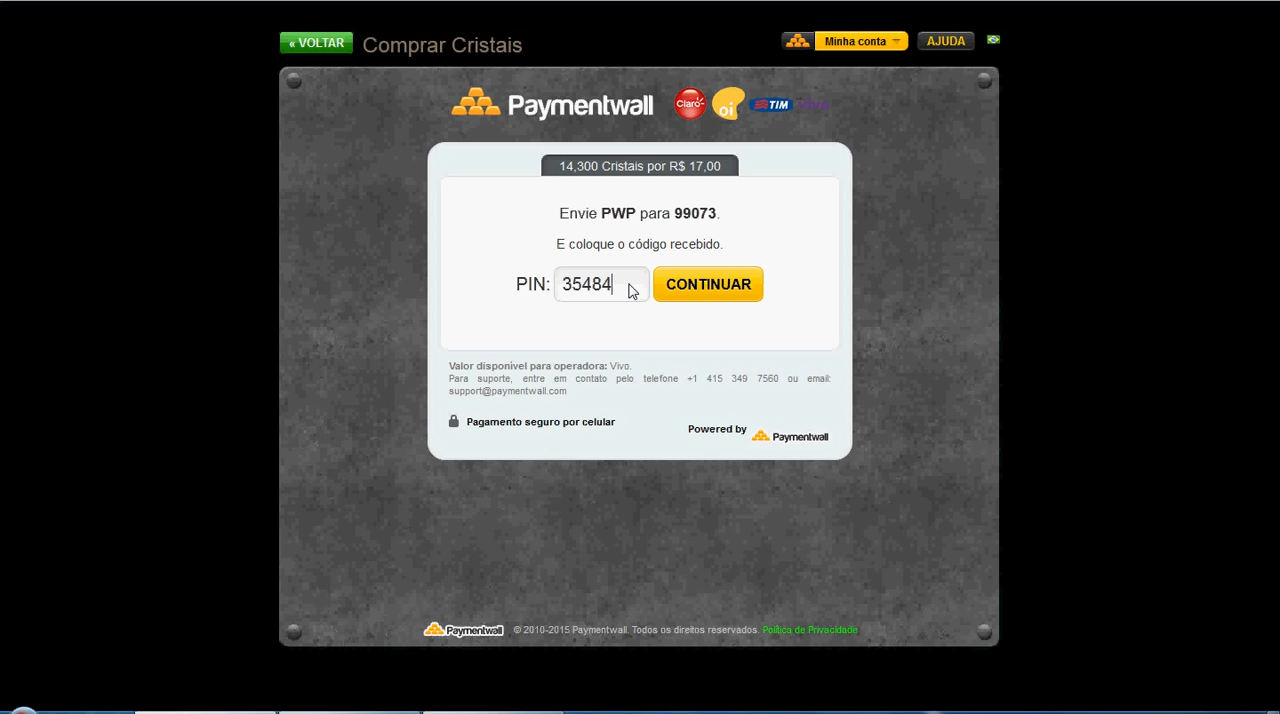 « VOLTAR Comprar Cristais Minha conta AJUDA
Paymentwall Claro oi TIM vivo
14,300 Cristais por R$ 17,00
Envie PWP para 99073.
E coloque o código recebido.
PIN: 35484 CONTINUAR
Valor disponível para operadora: Vivo.
Para suporte, entre em contato pelo telefone +1 415 349 7560 ou email:
support@paymentwall.com
Pagamento seguro por celular Powered by Paymentwall
Paymentwall © 2010-2015 Paymentwall. Todos os direitos reservados. Política de Privacidade